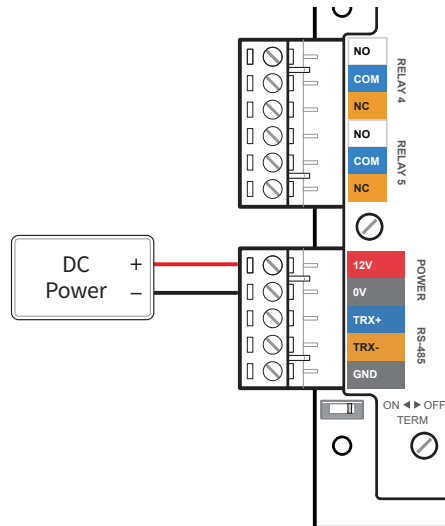 NO
COM
NC
RELAY 4
NO
COM
NC
RELAY 5
DC
Power
+
–
12V
0V
POWER
TRX+
TRX-
GND
RS-485
ON ◄ ► OFF
TERM